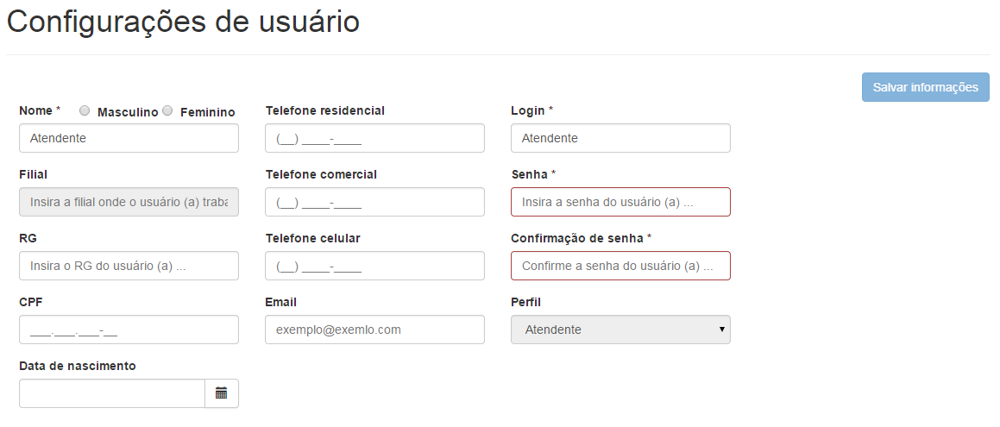 Configurações de usuário
Salvar informações
Nome * Masculino Feminino
Atendente
Filial
Insira a filial onde o usuário (a) traba
RG
Insira o RG do usuário (a) ...
CPF
___.___.___-__
Data de nascimento
Telefone residencial
(__) ____-____
Telefone comercial
(__) ____-____
Telefone celular
(__) ____-____
Email
exemplo@exemlo.com
Login *
Atendente
Senha *
Insira a senha do usuário (a) ...
Confirmação de senha *
Confirme a senha do usuário (a) ...
Perfil
Atendente